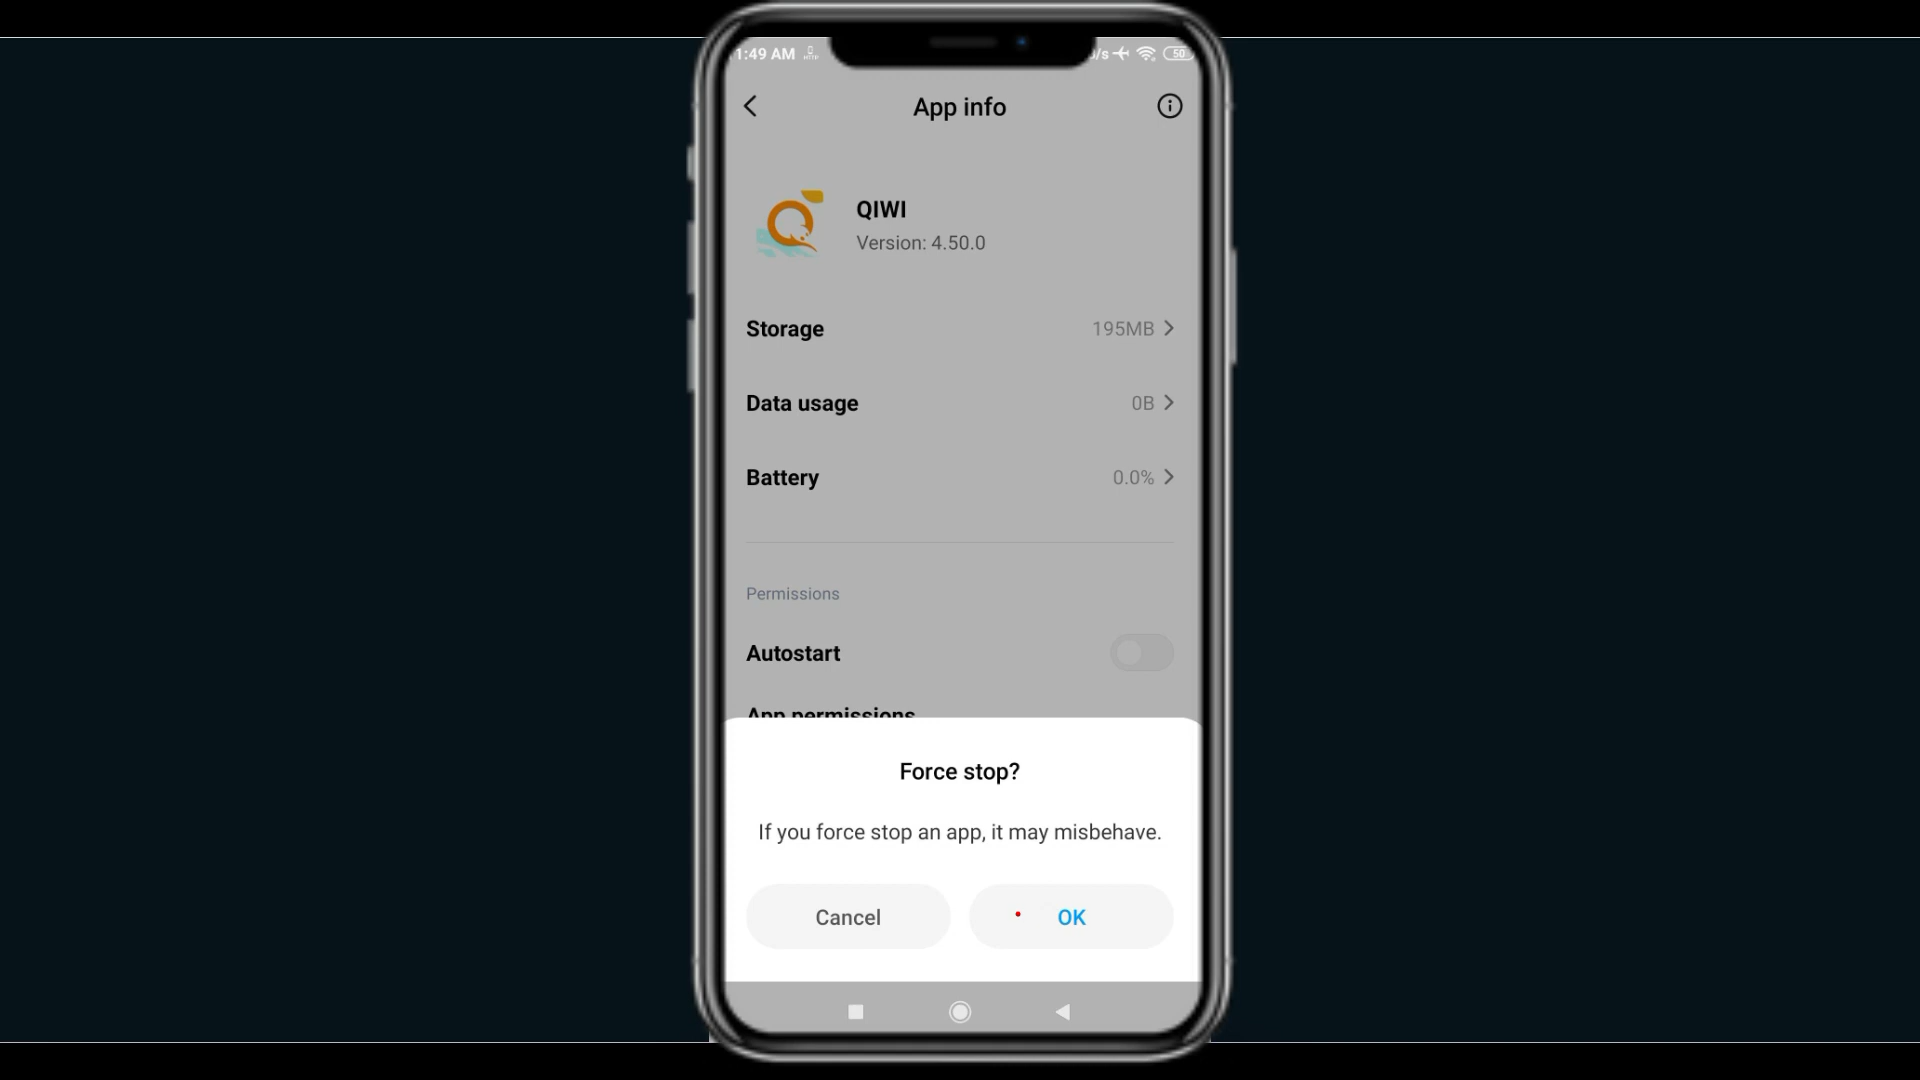 1:49 AM
/s
50
App info
QIWI
Version: 4.50.0
Storage
195MB
Data usage
0B
Battery
0.0%
Permissions
Autostart
App permissions
Force stop?
If you force stop an app, it may misbehave.
Cancel
OK